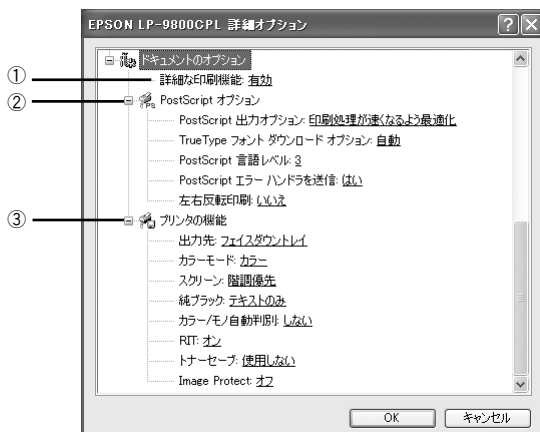 EPSON LP-9800CPL 詳細オプション
ドキュメントのオプション
① 詳細な印刷機能: 有効
② PostScript オプション
PostScript 出力オプション: 印刷処理が速くなるよう最適化
TrueType フォント ダウンロード オプション: 自動
PostScript 言語レベル: 3
PostScript エラー ハンドラを送信: はい
左右反転印刷: いいえ
③ プリンタの機能
出力先: フェイスダウントレイ
カラーモード: カラー
スクリーン: 階調優先
純ブラック: テキストのみ
カラー/モノ自動判別: しない
RIT: オン
トナーセーブ: 使用しない
Image Protect: オフ
OK キャンセル